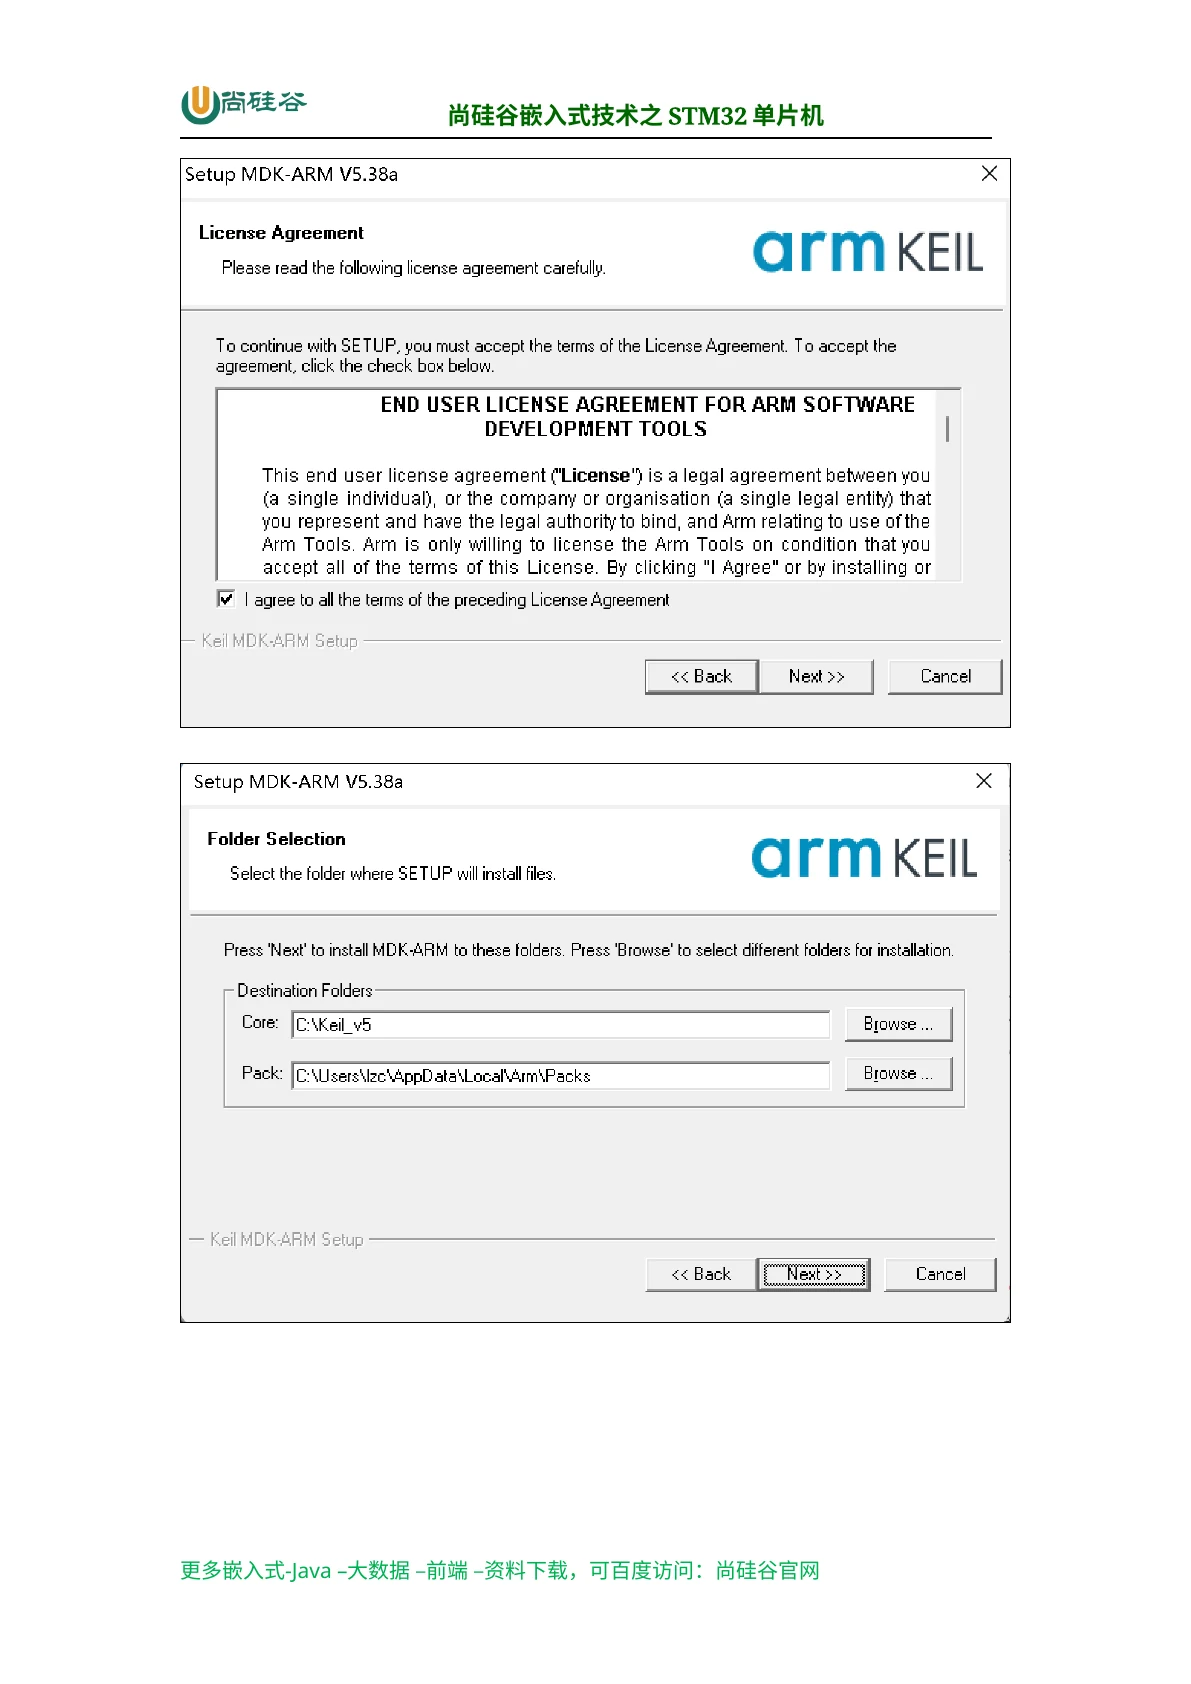 尚硅谷
尚硅谷嵌入式技术之 STM32 单片机
Setup MDK-ARM V5.38a
License Agreement
Please read the following license agreement carefully.
arm KEIL
To continue with SETUP, you must accept the terms of the License Agreement. To accept the
agreement, click the check box below.
END USER LICENSE AGREEMENT FOR ARM SOFTWARE
DEVELOPMENT TOOLS
This end user license agreement ("License") is a legal agreement between you
(a single individual), or the company or organisation (a single legal entity) that
you represent and have the legal authority to bind, and Arm relating to use of the
Arm Tools. Arm is only willing to license the Arm Tools on condition that you
accept all of the terms of this License. By clicking "I Agree" or by installing or
I agree to all the terms of the preceding License Agreement
Keil MDK-ARM Setup
<< Back Next >> Cancel
Setup MDK-ARM V5.38a
Folder Selection
Select the folder where SETUP will install files.
arm KEIL
Press 'Next' to install MDK-ARM to these folders. Press 'Browse' to select different folders for installation.
Destination Folders
Core: C:\Keil_v5 Browse ...
Pack: C:\Users\lzc\AppData\Local\Arm\Packs Browse ...
Keil MDK-ARM Setup
<< Back Next >> Cancel
更多嵌入式-Java –大数据 –前端 –资料下载，可百度访问：尚硅谷官网